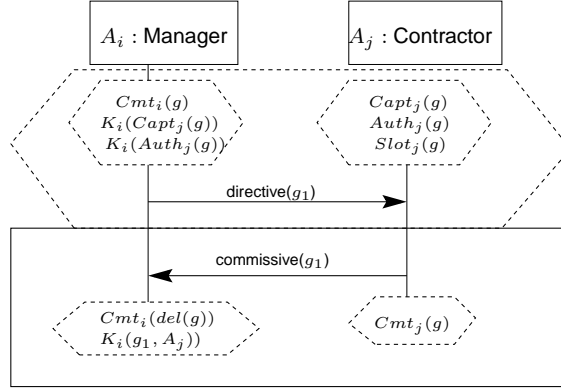 A_i : Manager
A_j : Contractor
Cmt_i(g)
K_i(Capt_j(g))
K_i(Auth_j(g))
Capt_j(g)
Auth_j(g)
Slot_j(g)
directive(g_1)
commissive(g_1)
Cmt_i(del(g))
K_i(g_1, A_j))
Cmt_j(g)